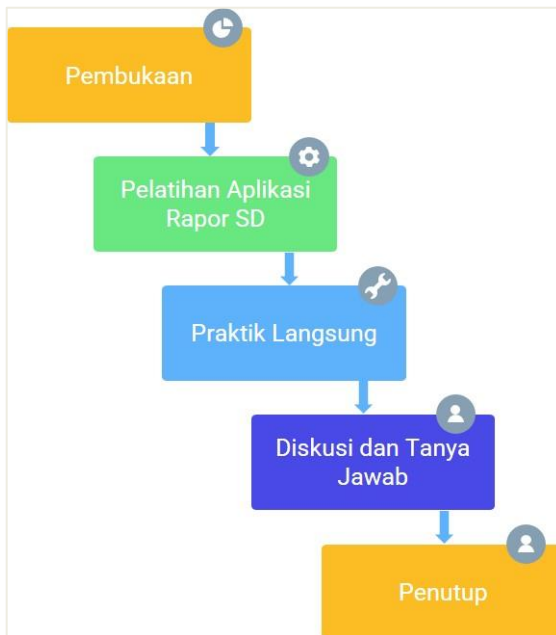 Pembukaan
Pelatihan Aplikasi
Rapor SD
Praktik Langsung
Diskusi dan Tanya
Jawab
Penutup